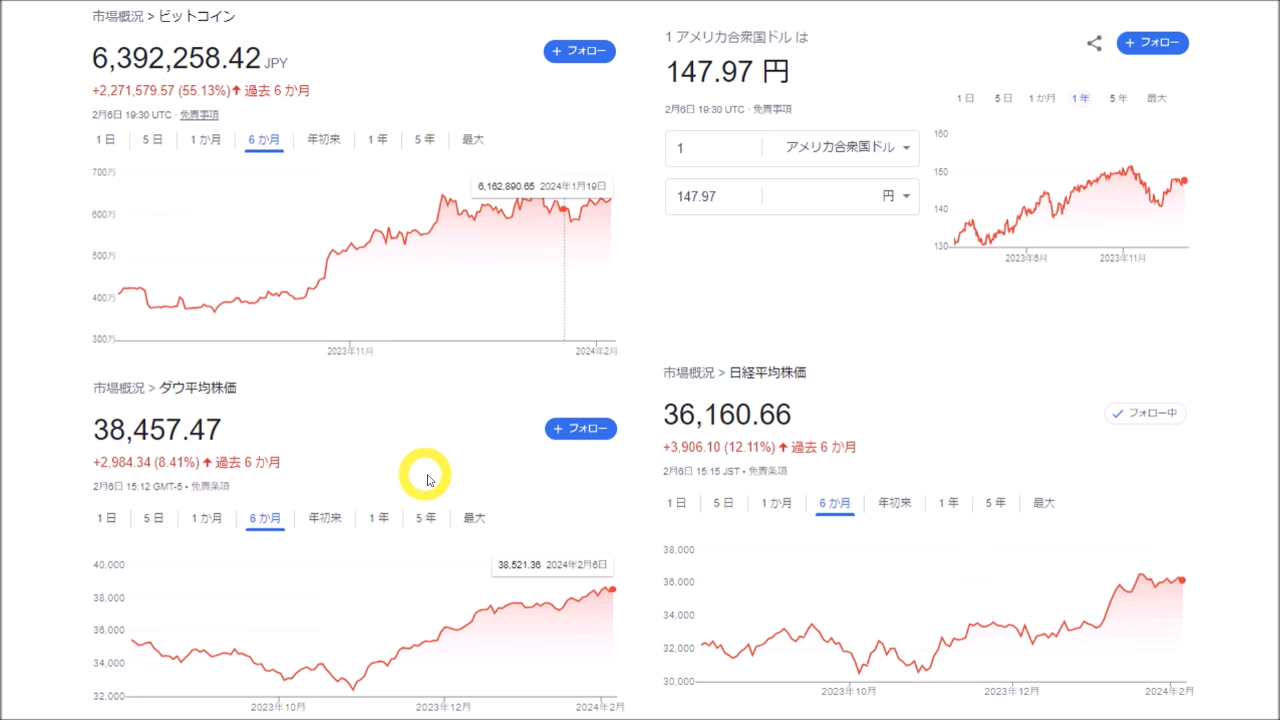 市場概況 > ビットコイン
6,392,258.42 JPY
+ フォロー
+2,271,579.57 (55.13%)↑ 過去 6 か月
2月6日 19:30 UTC · 免責事項
1 日 5 日 1 か月 6 か月 年初来 1 年 5 年 最大
6,162,890.65 2024年1月19日
700万
600万
500万
400万
300万
2023年11月 2024年2月
1 アメリカ合衆国ドル は
147.97 円
+ フォロー
2月6日 19:30 UTC · 免責事項
1 アメリカ合衆国ドル
147.97 円
1 日 5 日 1 か月 1 年 5 年 最大
160
150
140
130
2023年8月 2023年11月
市場概況 > ダウ平均株価
38,457.47
+ フォロー
+2,984.34 (8.41%) ↑ 過去 6 か月
2月6日 15:12 GMT-5 • 免責条項
1 日 5 日 1 か月 6 か月 年初来 1 年 5 年 最大
38,521.36 2024年2月6日
40,000
38,000
36,000
34,000
32,000
2023年10月 2023年12月 2024年2月
市場概況 > 日経平均株価
36,160.66
フォロー中
+3,906.10 (12.11%) ↑ 過去 6 か月
2月6日 15:15 JST • 免責条項
1 日 5 日 1 か月 6 か月 年初来 1 年 5 年 最大
38,000
36,000
34,000
32,000
30,000
2023年10月 2023年12月 2024年2月